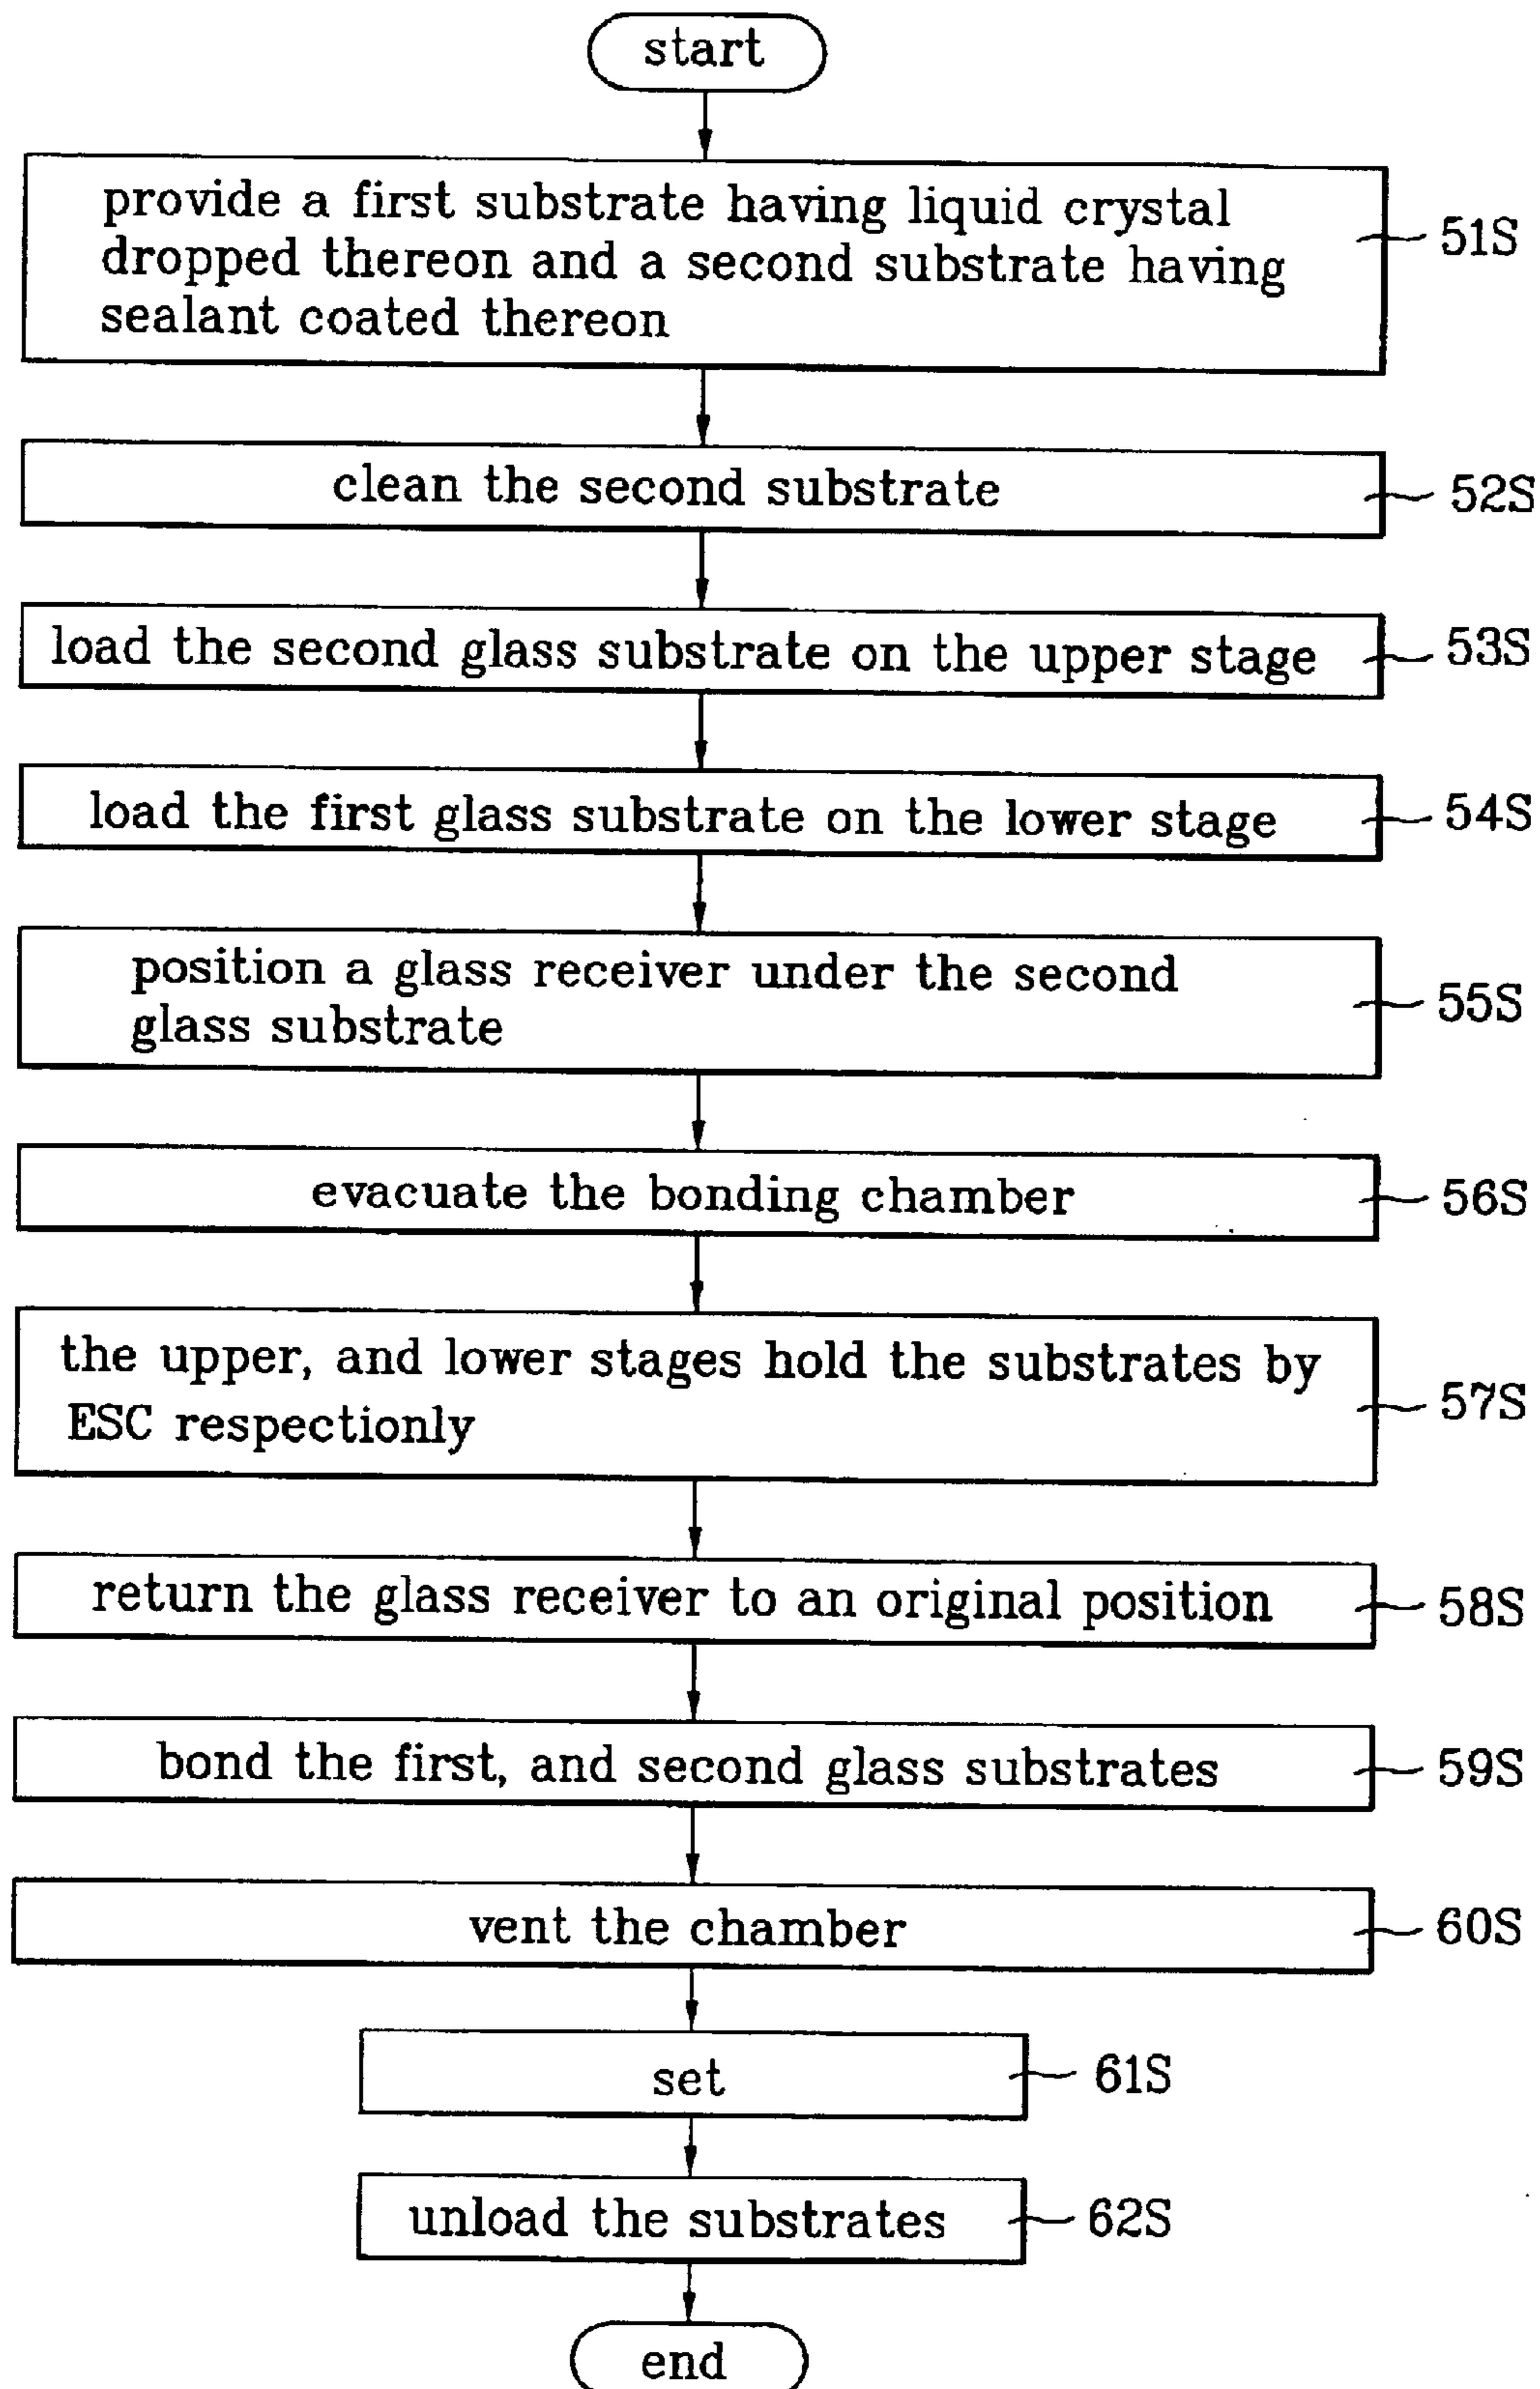 start
provide a first substrate having liquid crystal
dropped thereon and a second substrate having
sealant coated thereon
51S
clean the second substrate
52S
load the second glass substrate on the upper stage
53S
load the first glass substrate on the lower stage
54S
position a glass receiver under the second
glass substrate
55S
evacuate the bonding chamber
56S
the upper, and lower stages hold the substrates by
ESC respectionly
57S
return the glass receiver to an original position
58S
bond the first, and second glass substrates
59S
vent the chamber
60S
set
61S
unload the substrates
62S
end